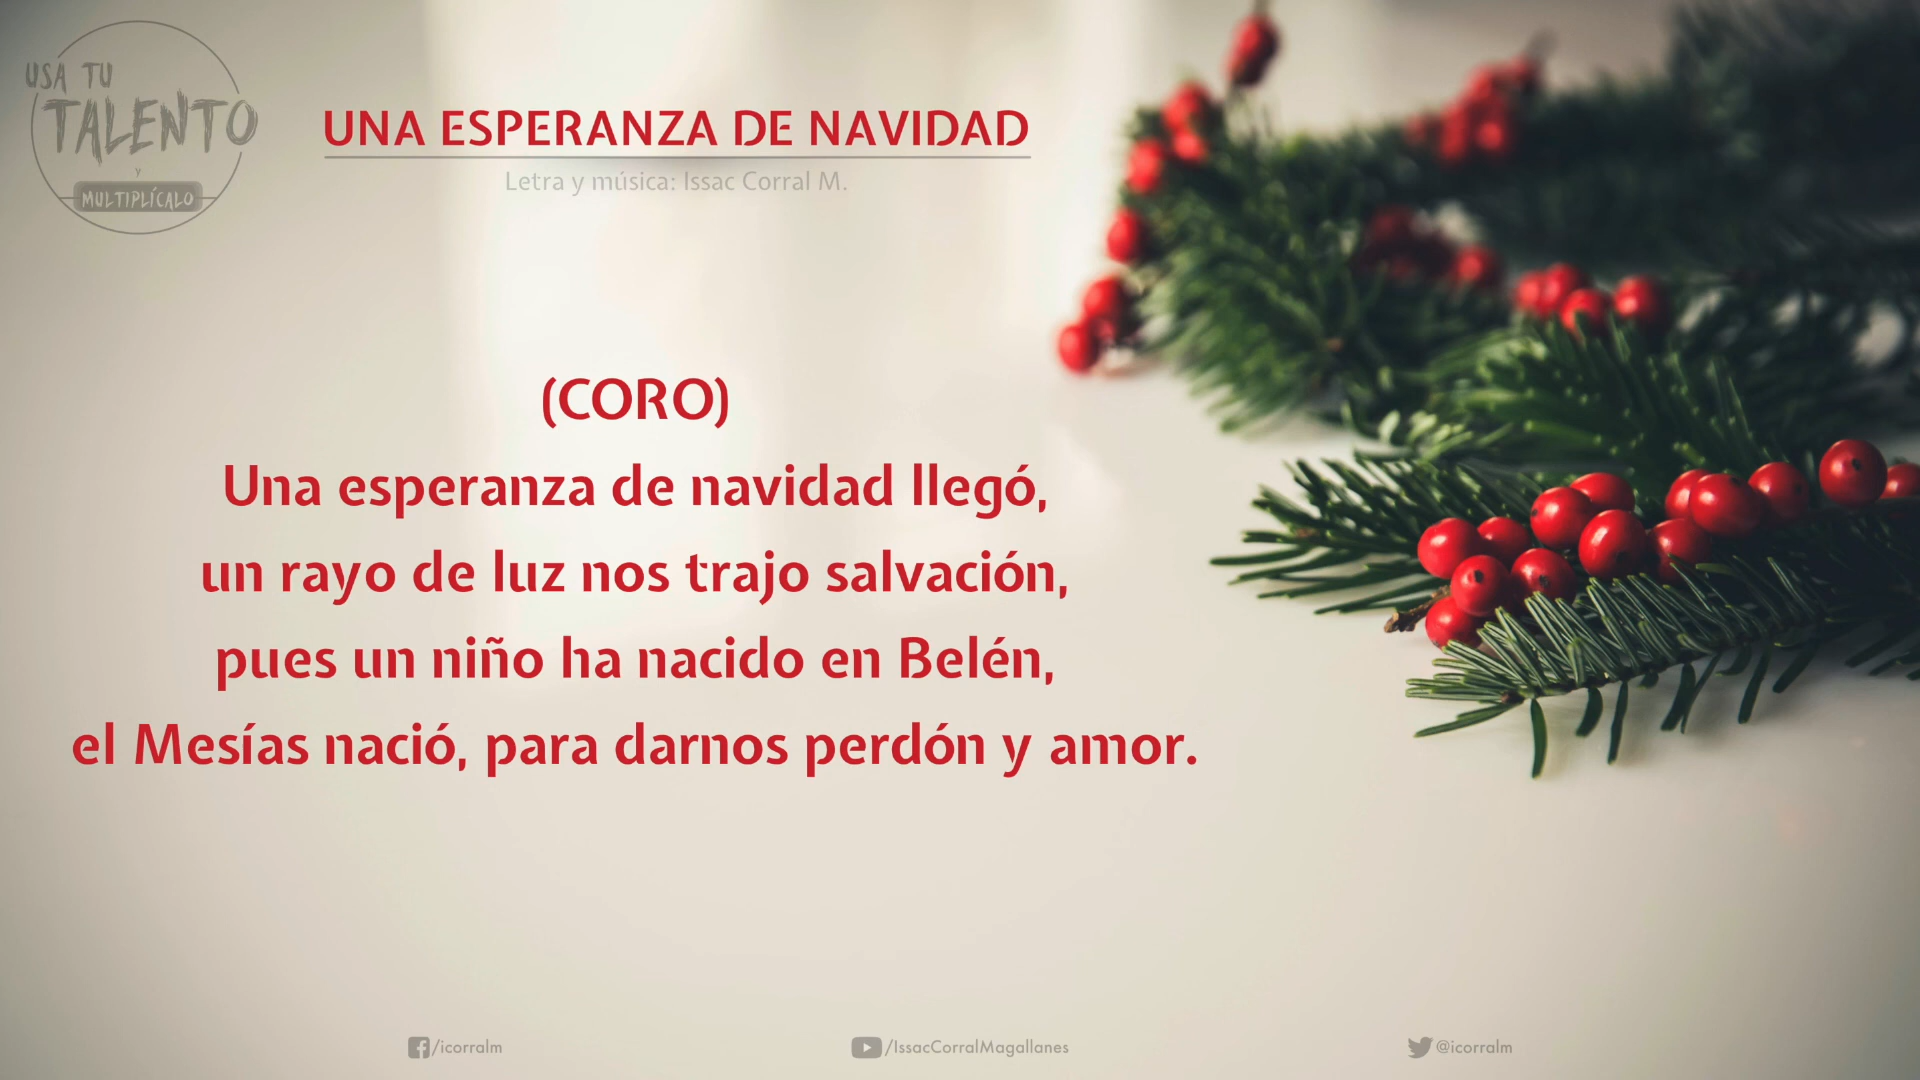 USA TU
TALENTO
Y
MULTIPLÍCALO
UNA ESPERANZA DE NAVIDAD
Letra y música: Issac Corral M.
(CORO)
Una esperanza de navidad llegó,
un rayo de luz nos trajo salvación,
pues un niño ha nacido en Belén,
el Mesías nació, para darnos perdón y amor.
/icorralm
/IssacCorralMagallanes
@icorralm